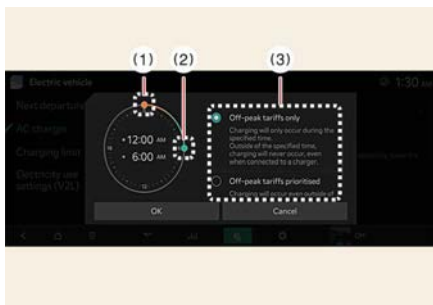 (1) (2) (3)
Electric vehicle
1:30
Next departure
AC charger
Charging limit
Electricity use
settings (V2L)
12:00 AM
6:00 AM
Off-peak tariffs only
Charging will only occur during the
specified time.
Outside of the specified time,
charging will never occur, even
when connected to a charger.
Off-peak tariffs prioritised
Charging will occur even outside of
OK
Cancel